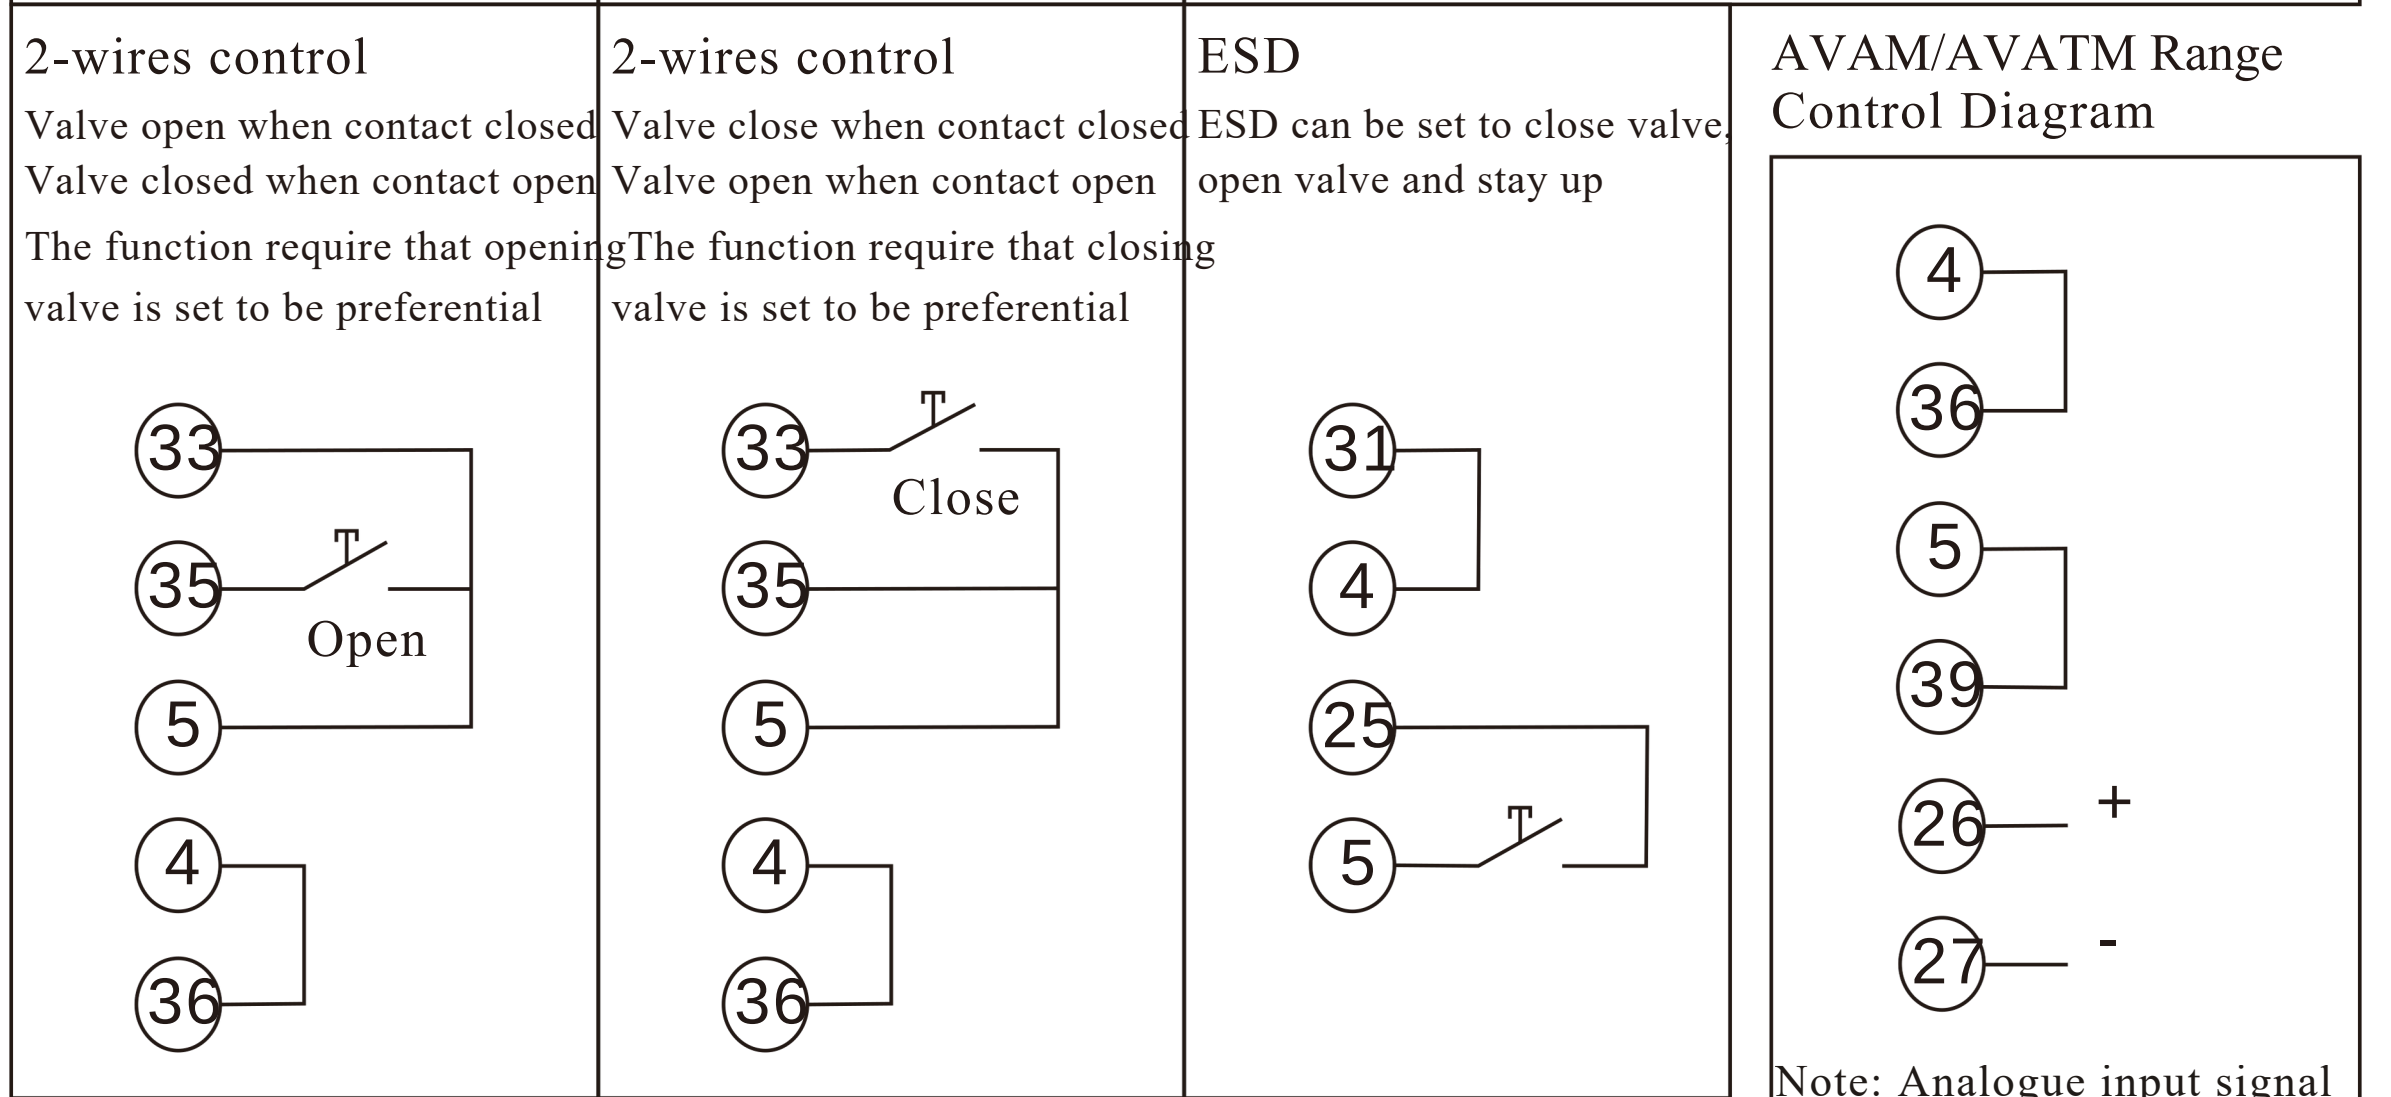 2-wires control
Valve open when contact closed
Valve closed when contact open
The function require that opening
valve is set to be preferential
33
35
Open
5
4
36
2-wires control
Valve close when contact closed
Valve open when contact open
The function require that closing
valve is set to be preferential
33
Close
35
5
4
36
ESD
ESD can be set to close valve,
open valve and stay up
31
4
25
5
AVAM/AVATM Range
Control Diagram
4
36
5
39
26 +
27 -
Note: Analogue input signal